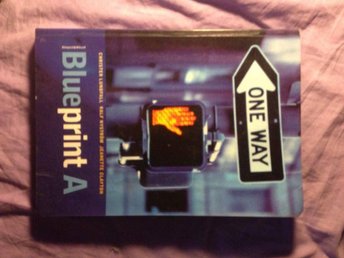 CHRISTER LUNDFALL RALF NYSTRÖM JEANETTE CLAYTON
Blueprint A
ONE WAY